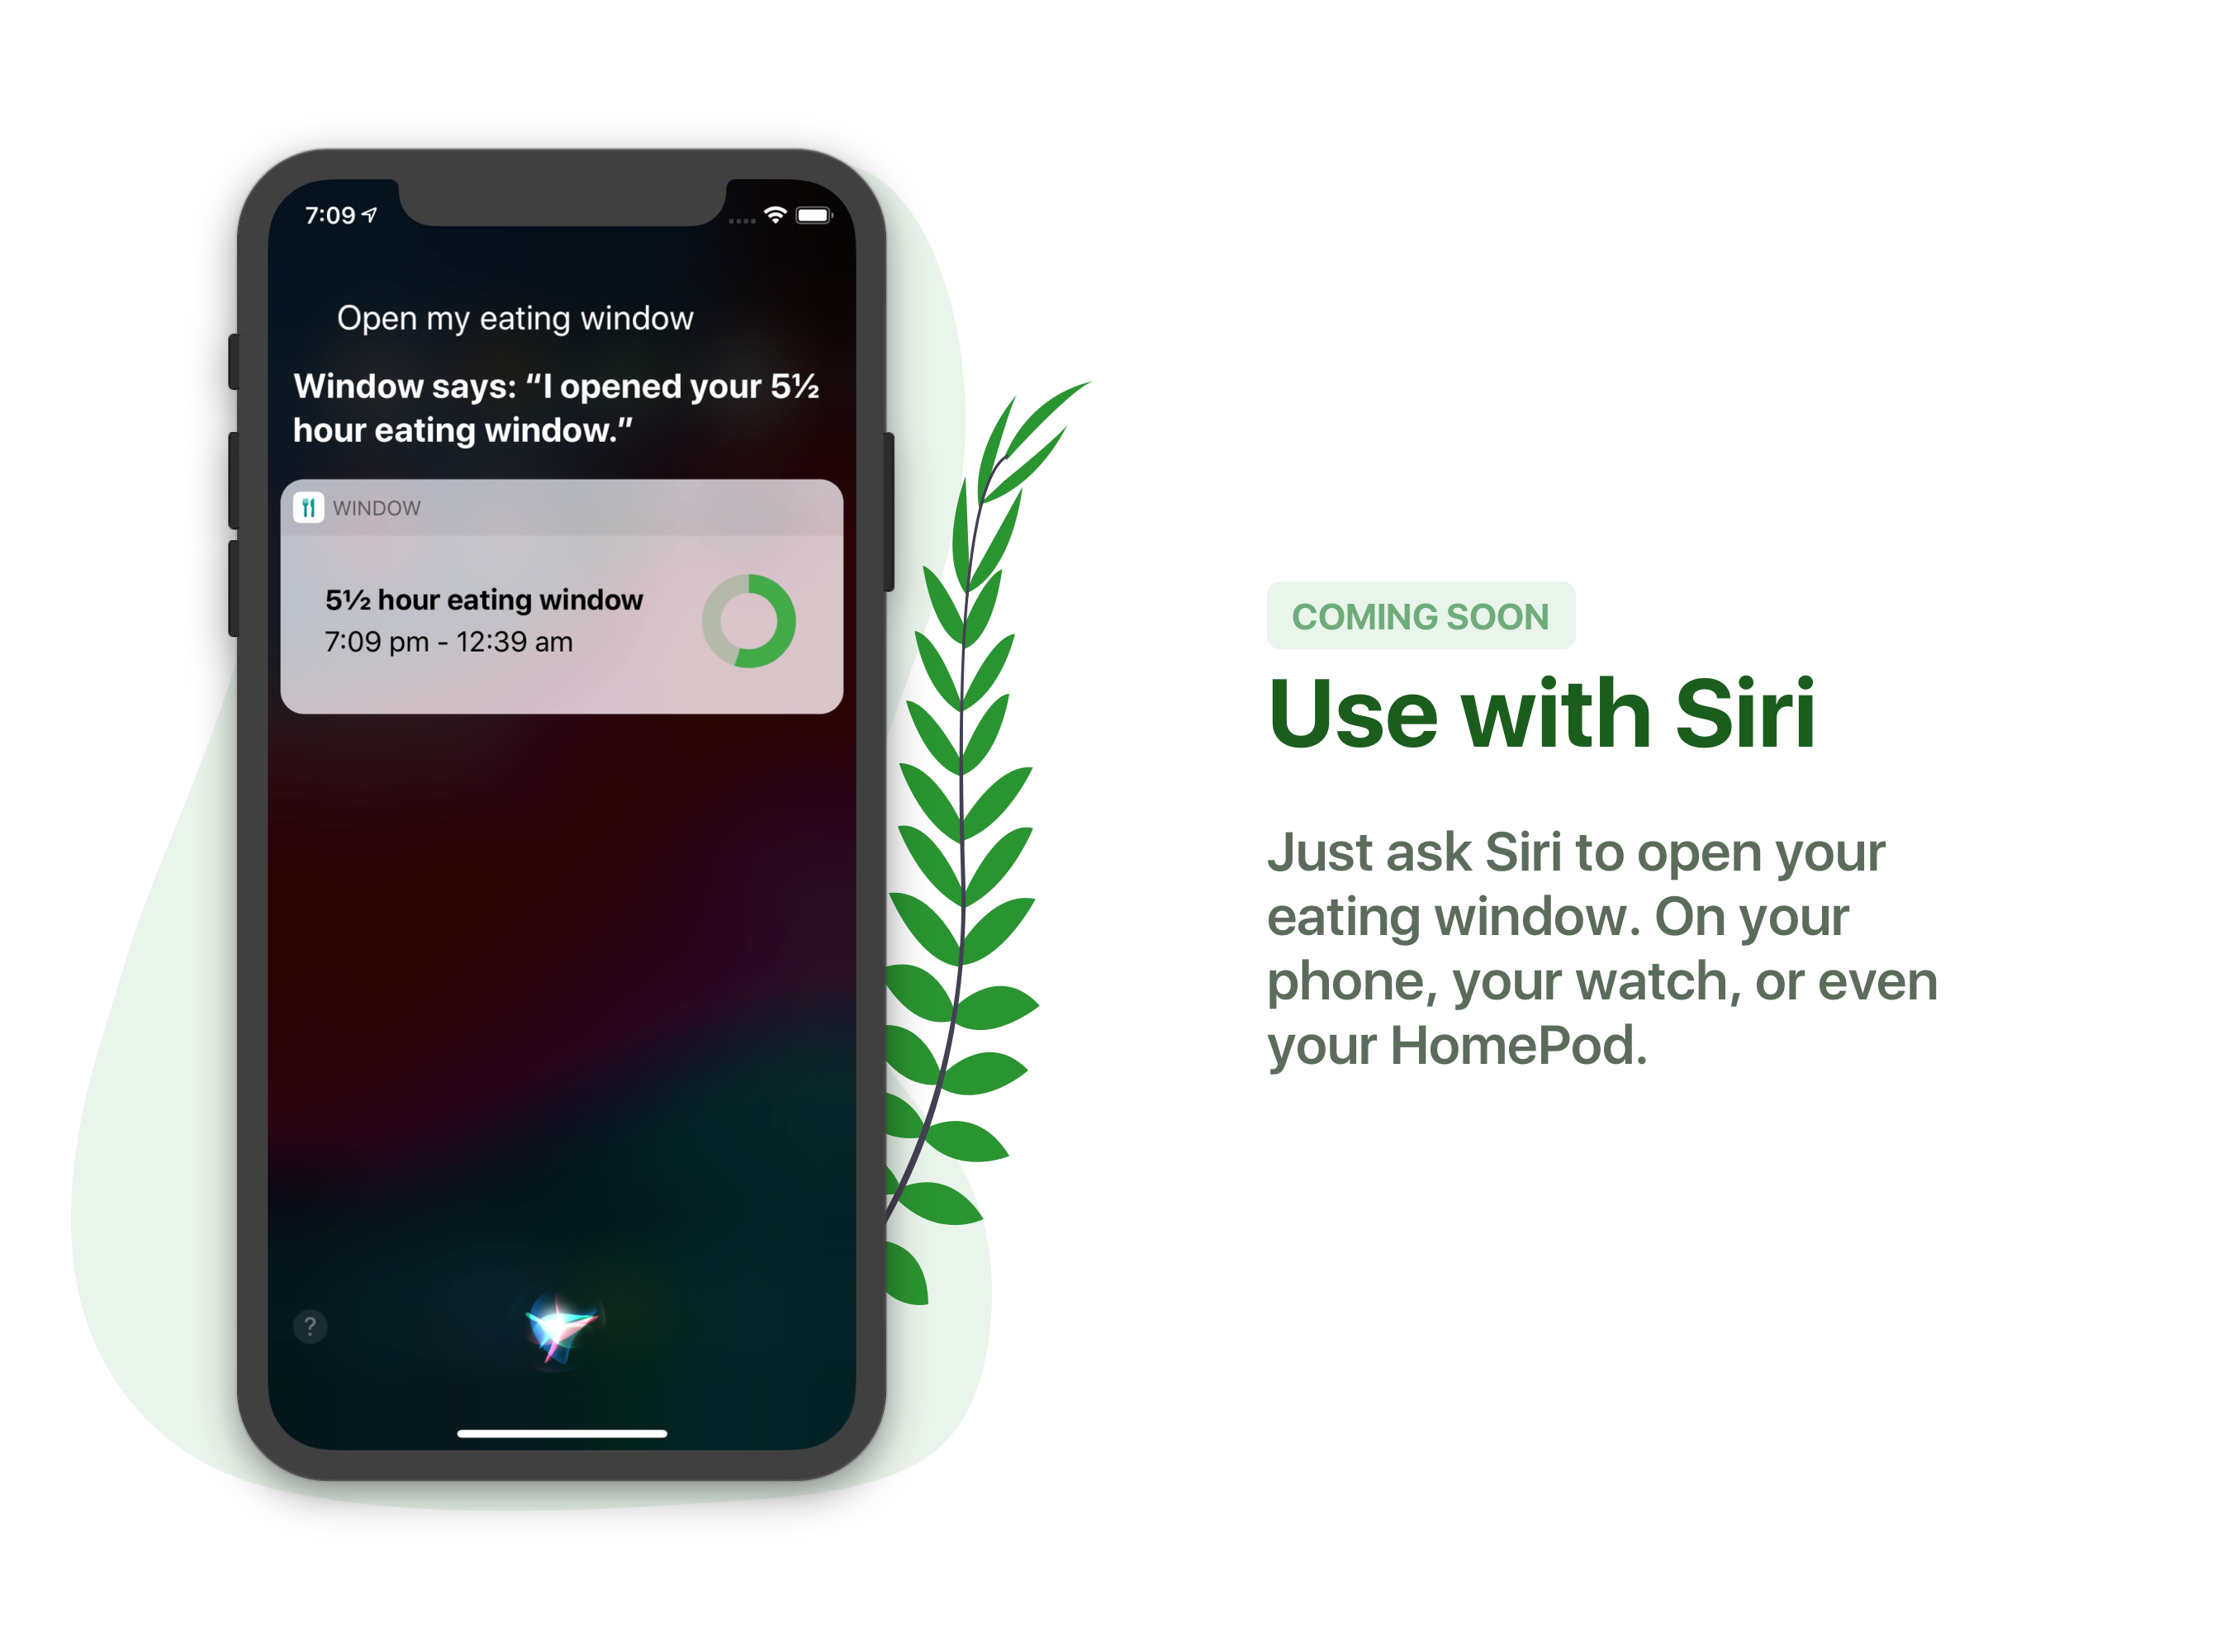 7:09
Open my eating window
Window says: “I opened your 5½
hour eating window.”
WINDOW
5½ hour eating window
7:09 pm - 12:39 am
?
COMING SOON
Use with Siri
Just ask Siri to open your
eating window. On your
phone, your watch, or even
your HomePod.